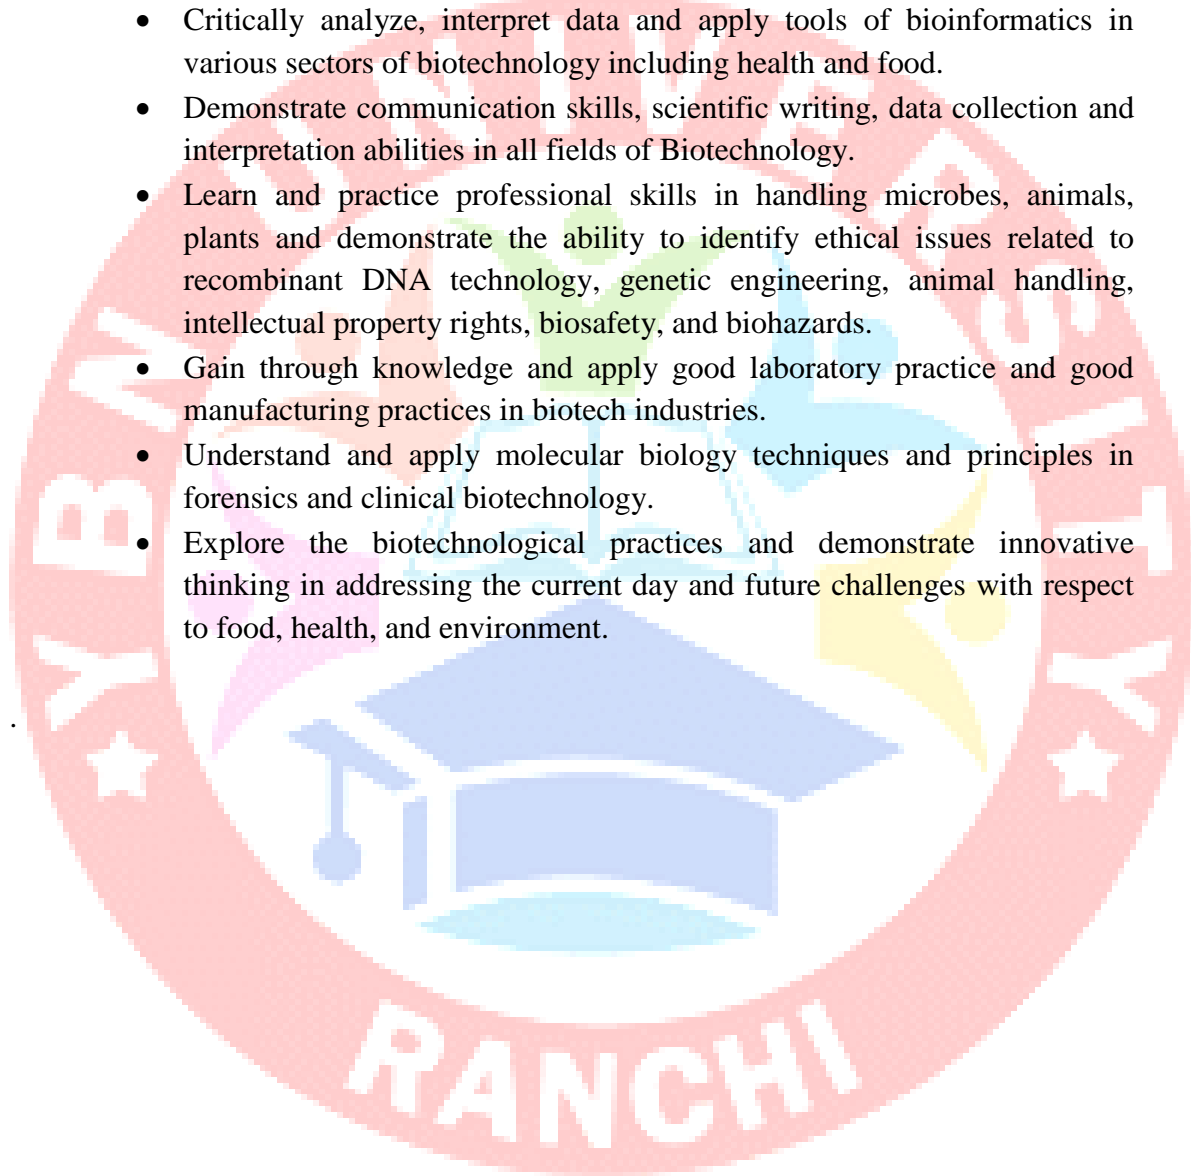 • Critically analyze, interpret data and apply tools of bioinformatics in
various sectors of biotechnology including health and food.
• Demonstrate communication skills, scientific writing, data collection and
interpretation abilities in all fields of Biotechnology.
• Learn and practice professional skills in handling microbes, animals,
plants and demonstrate the ability to identify ethical issues related to
recombinant DNA technology, genetic engineering, animal handling,
intellectual property rights, biosafety, and biohazards.
• Gain through knowledge and apply good laboratory practice and good
manufacturing practices in biotech industries.
• Understand and apply molecular biology techniques and principles in
forensics and clinical biotechnology.
• Explore the biotechnological practices and demonstrate innovative
thinking in addressing the current day and future challenges with respect
to food, health, and environment.
.
YBN UNIVERSITY
RANCHI